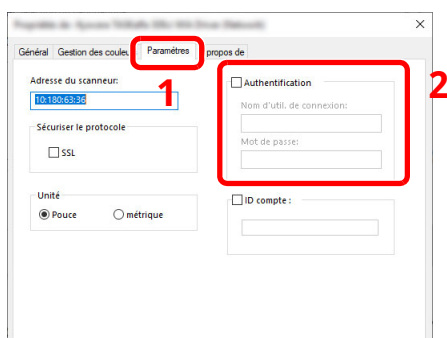 Général Gestion des couleu Paramètres propos de
1
2
Adresse du scanneur:
10:180:63:36
Sécuriser le protocole
SSL
Unité
Pouce métrique
Authentification
Nom d'util. de connexion:
Mot de passe:
ID compte :